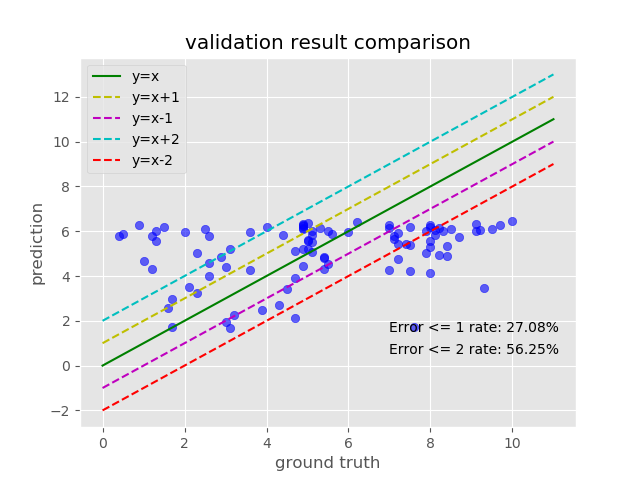 validation result comparison
y=x
y=x+1
y=x-1
y=x+2
y=x-2
12
10
8
6
4
2
0
−2
prediction
Error <= 1 rate: 27.08%
Error <= 2 rate: 56.25%
0 2 4 6 8 10
ground truth